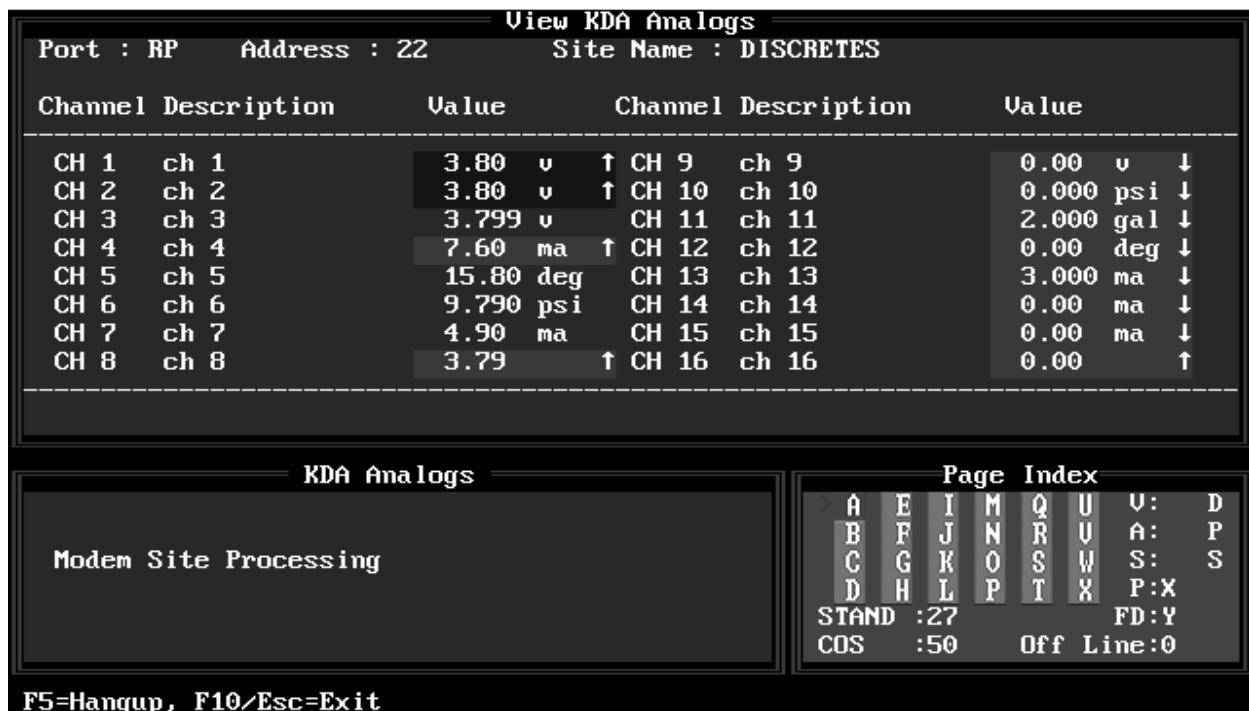 View KDA Analogs
Port : RP Address : 22 Site Name : DISCRETES
Channel Description Value Channel Description Value
CH 1 ch 1 3.80 v ↑ CH 9 ch 9 0.00 v ↓
CH 2 ch 2 3.80 v ↑ CH 10 ch 10 0.000 psi ↓
CH 3 ch 3 3.799 v CH 11 ch 11 2.000 gal ↓
CH 4 ch 4 7.60 ma ↑ CH 12 ch 12 0.00 deg ↓
CH 5 ch 5 15.80 deg CH 13 ch 13 3.000 ma ↓
CH 6 ch 6 9.790 psi CH 14 ch 14 0.00 ma ↓
CH 7 ch 7 4.90 ma CH 15 ch 15 0.00 ma ↓
CH 8 ch 8 3.79 ↑ CH 16 ch 16 0.00 ↑
KDA Analogs
Modem Site Processing
Page Index
> A E I M Q U V: D
B F J N R V A: P
C G K O S W S: S
D H L P T X P:X
STAND :27 FD:Y
COS :50 Off Line:0
F5=Hangup, F10/Esc=Exit